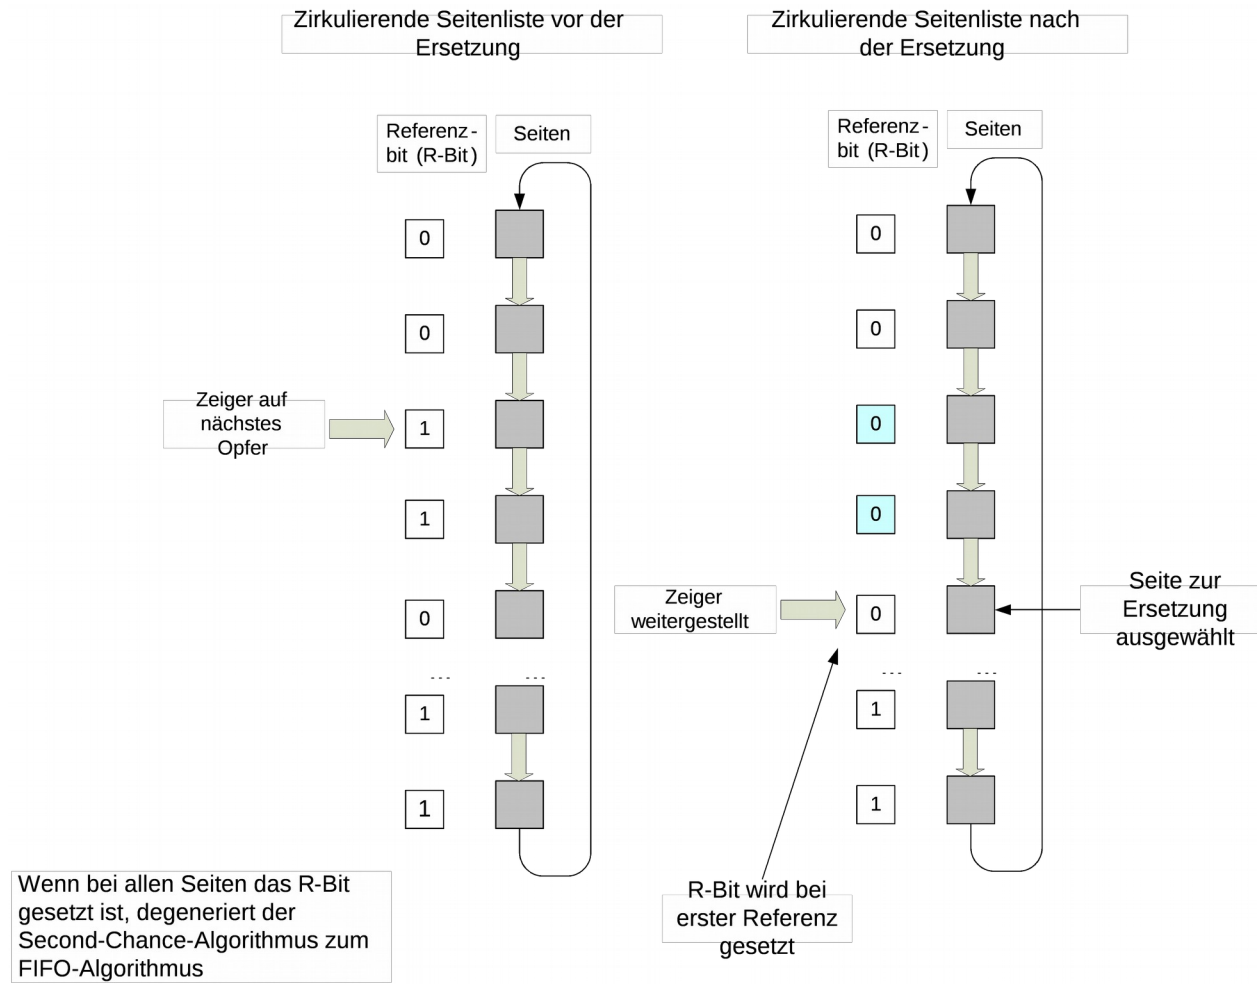 Zirkulierende Seitenliste vor der
Ersetzung
Zirkulierende Seitenliste nach
der Ersetzung
Referenz-
bit (R-Bit)
Seiten
Referenz-
bit (R-Bit)
Seiten
0
0
0
0
Zeiger auf
nächstes
Opfer
1
0
1
0
0
Zeiger
weitergestellt
0
Seite zur
Ersetzung
ausgewählt
... ...
... ...
1
1
1
1
Wenn bei allen Seiten das R-Bit
gesetzt ist, degeneriert der
Second-Chance-Algorithmus zum
FIFO-Algorithmus
R-Bit wird bei
erster Referenz
gesetzt